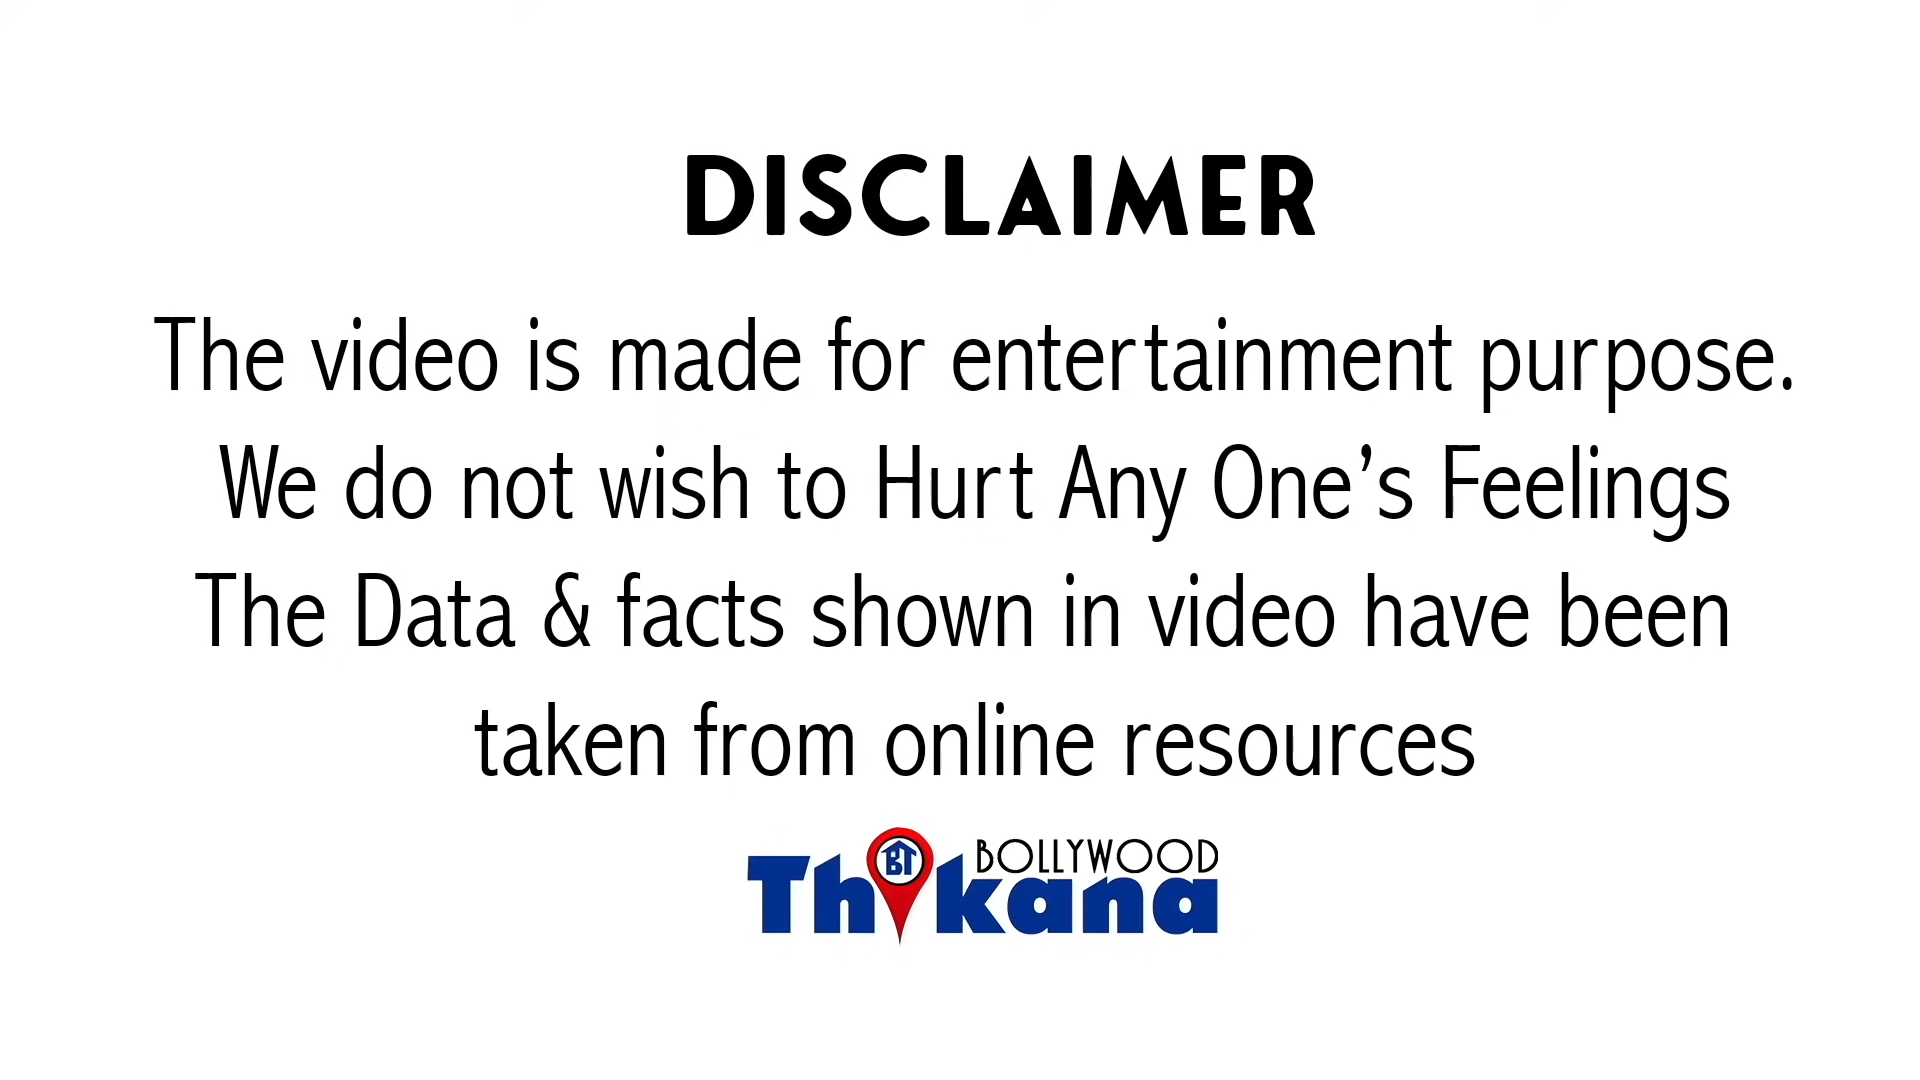 DISCLAIMER
The video is made for entertainment purpose.
We do not wish to Hurt Any One’s Feelings
The Data & facts shown in video have been
taken from online resources
BT BOLLYWOOD
Thikana